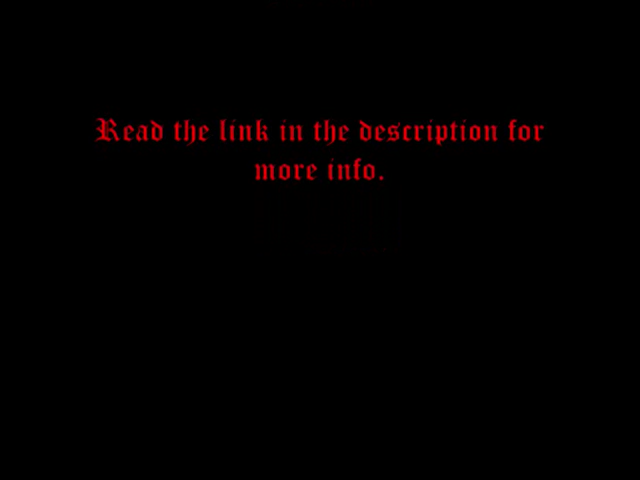 Read the link in the description for
more info.